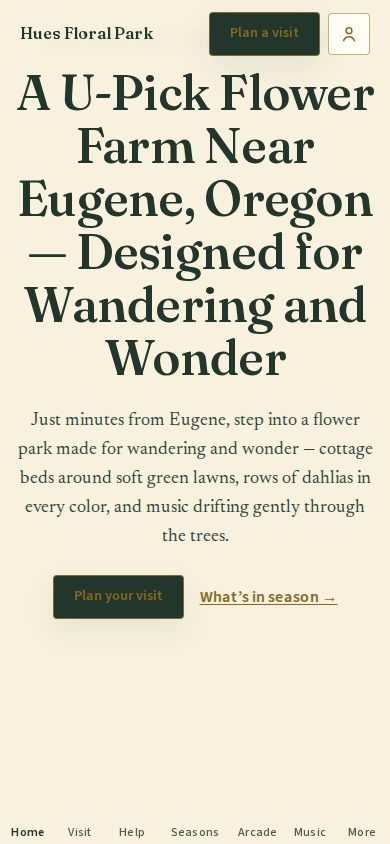 Hues Floral Park
Plan a visit
A U-Pick Flower
Farm Near
Eugene, Oregon
— Designed for
Wandering and
Wonder
Just minutes from Eugene, step into a flower
park made for wandering and wonder — cottage
beds around soft green lawns, rows of dahlias in
every color, and music drifting gently through
the trees.
Plan your visit
What’s in season →
Home Visit Help Seasons Arcade Music More